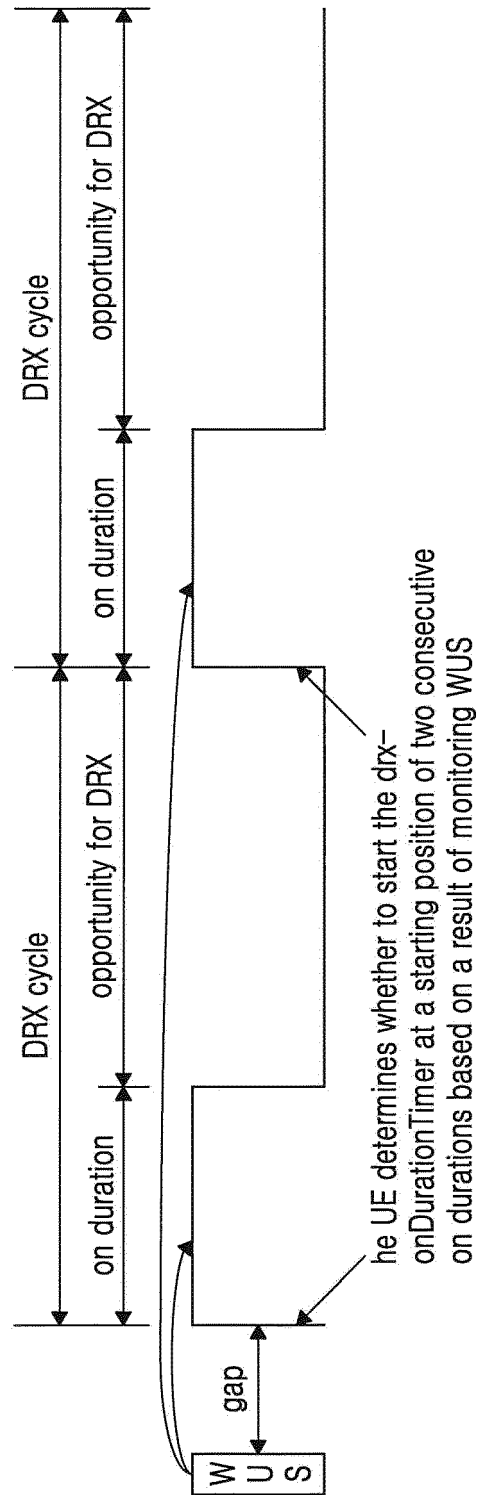 DRX cycle
DRX cycle
on duration
opportunity for DRX
on duration
opportunity for DRX
W
U
S
gap
he UE determines whether to start the drx–
onDurationTimer at a starting position of two consecutive
on durations based on a result of monitoring WUS